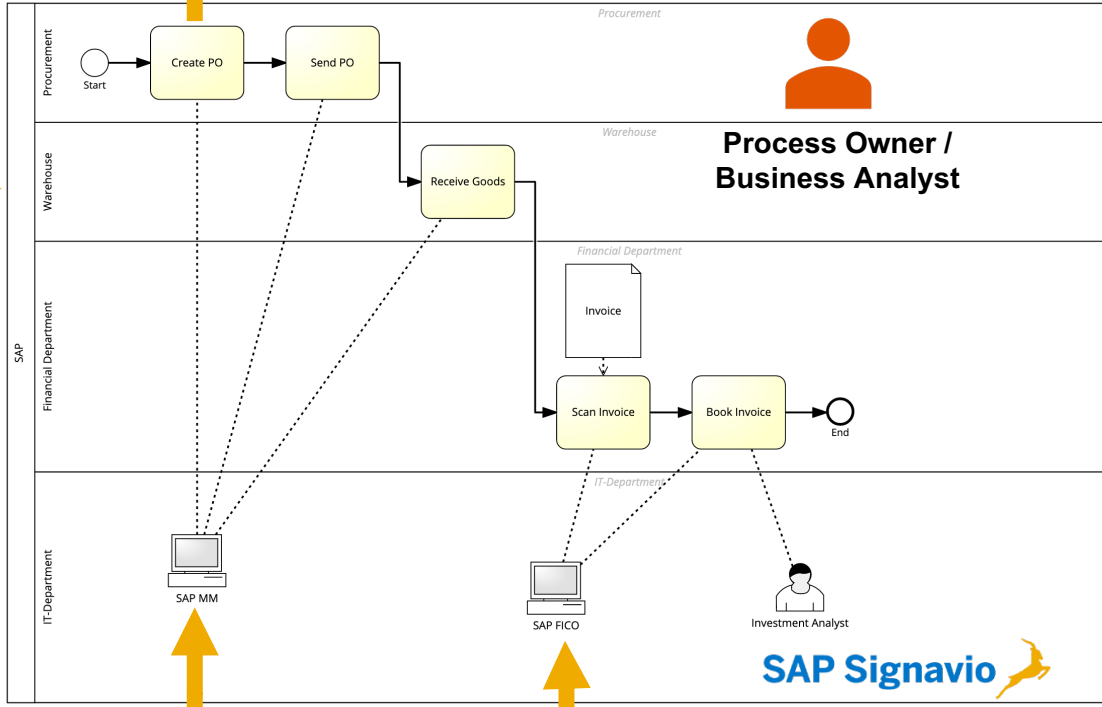 Procurement
Procurement
Start
Create PO
Send PO
Warehouse
Warehouse
Receive Goods
Process Owner /
Business Analyst
SAP
Financial Department
Financial Department
Invoice
Scan Invoice
Book Invoice
End
IT-Department
IT-Department
SAP MM
SAP FICO
Investment Analyst
SAP Signavio